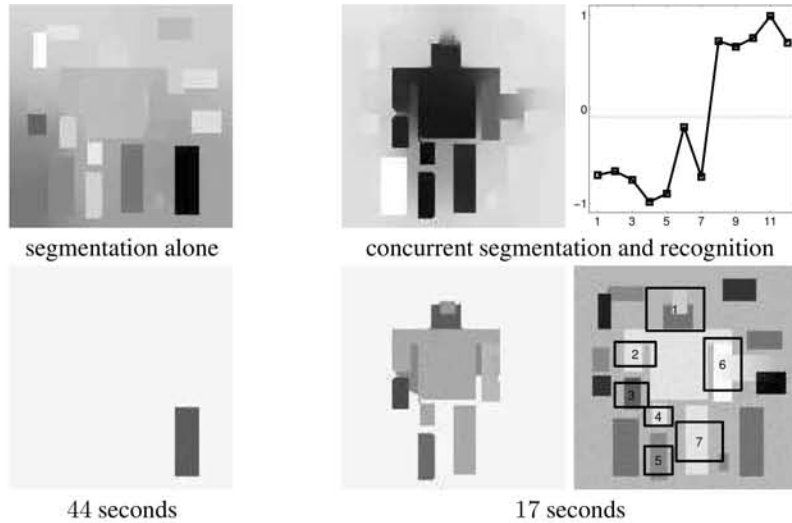 1
0
−1
1 3 5 7 9 11
segmentation alone
concurrent segmentation and recognition
1
2
6
3
4
7
5
44 seconds
17 seconds